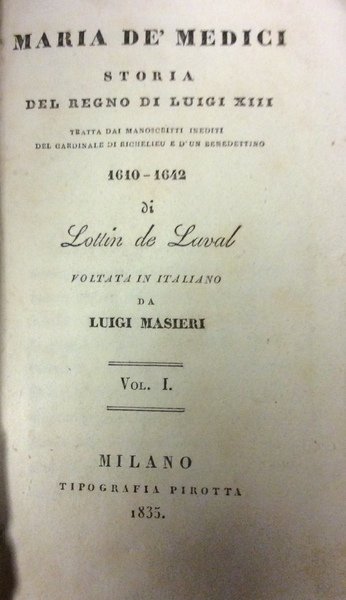 MARIA DE' MEDICI
STORIA
DEL REGNO DI LUIGI XIII
TRATTA DAI MANOSCRITTI INEDITI
DEL CARDINALE DI RICHELIEU E D'UN BENEDETTINO
1610-1642
di
Lottin de Laval
VOLTATA IN ITALIANO
DA
LUIGI MASIERI
VOL. I.
MILANO
TIPOGRAFIA PIROTTA
1835.